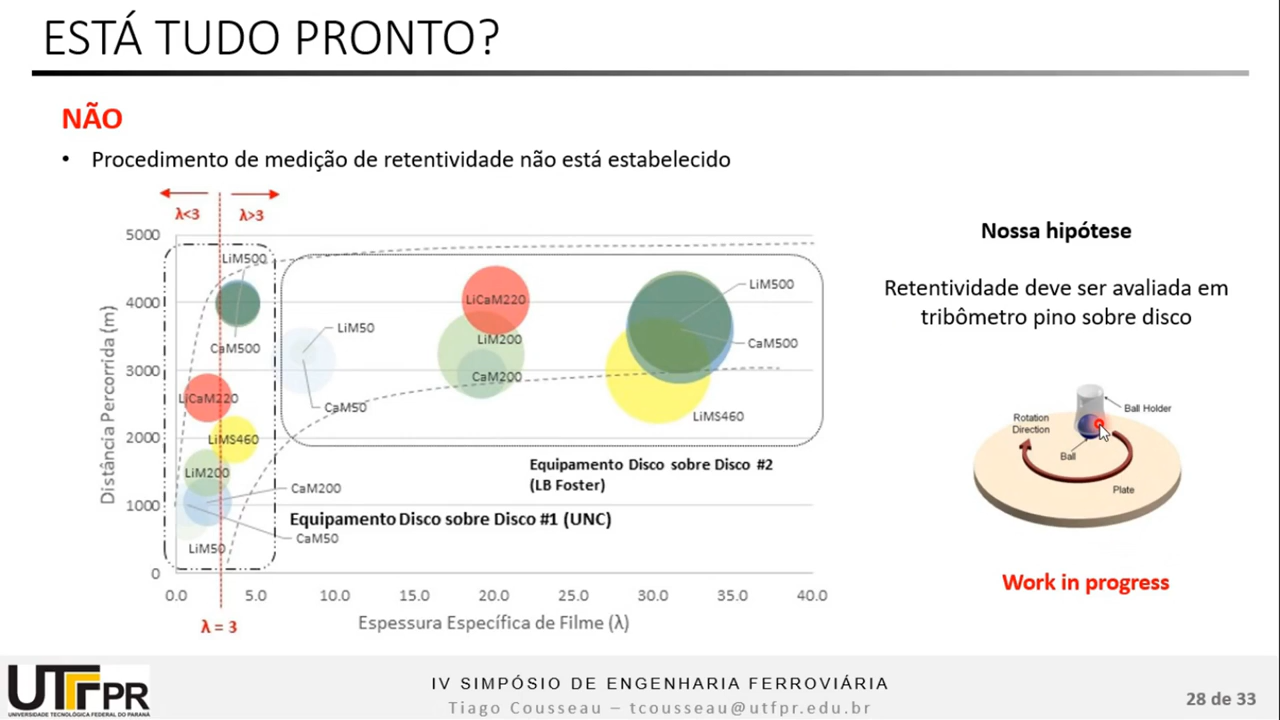 ESTÁ TUDO PRONTO?
NÃO
• Procedimento de medição de retentividade não está estabelecido
λ<3
λ>3
5000
4000
3000
2000
1000
0
Distância Percorrida (m)
LiM500
CaM500
LiCaM220
LiMS460
LiM200
CaM200
CaM50
LiM50
LiM50
CaM50
LiCaM220
LiM200
CaM200
LiM500
CaM500
LiMS460
Equipamento Disco sobre Disco #2
(LB Foster)
Equipamento Disco sobre Disco #1 (UNC)
0.0 5.0 10.0 15.0 20.0 25.0 30.0 35.0 40.0
Espessura Específica de Filme (λ)
λ = 3
Nossa hipótese
Retentividade deve ser avaliada em
tribômetro pino sobre disco
Rotation
Direction
Ball Holder
Ball
Plate
Work in progress
UTFPR
UNIVERSIDADE TECNOLÓGICA FEDERAL DO PARANÁ
IV SIMPÓSIO DE ENGENHARIA FERROVIÁRIA
Tiago Cousseau – tcousseau@utfpr.edu.br
28 de 33